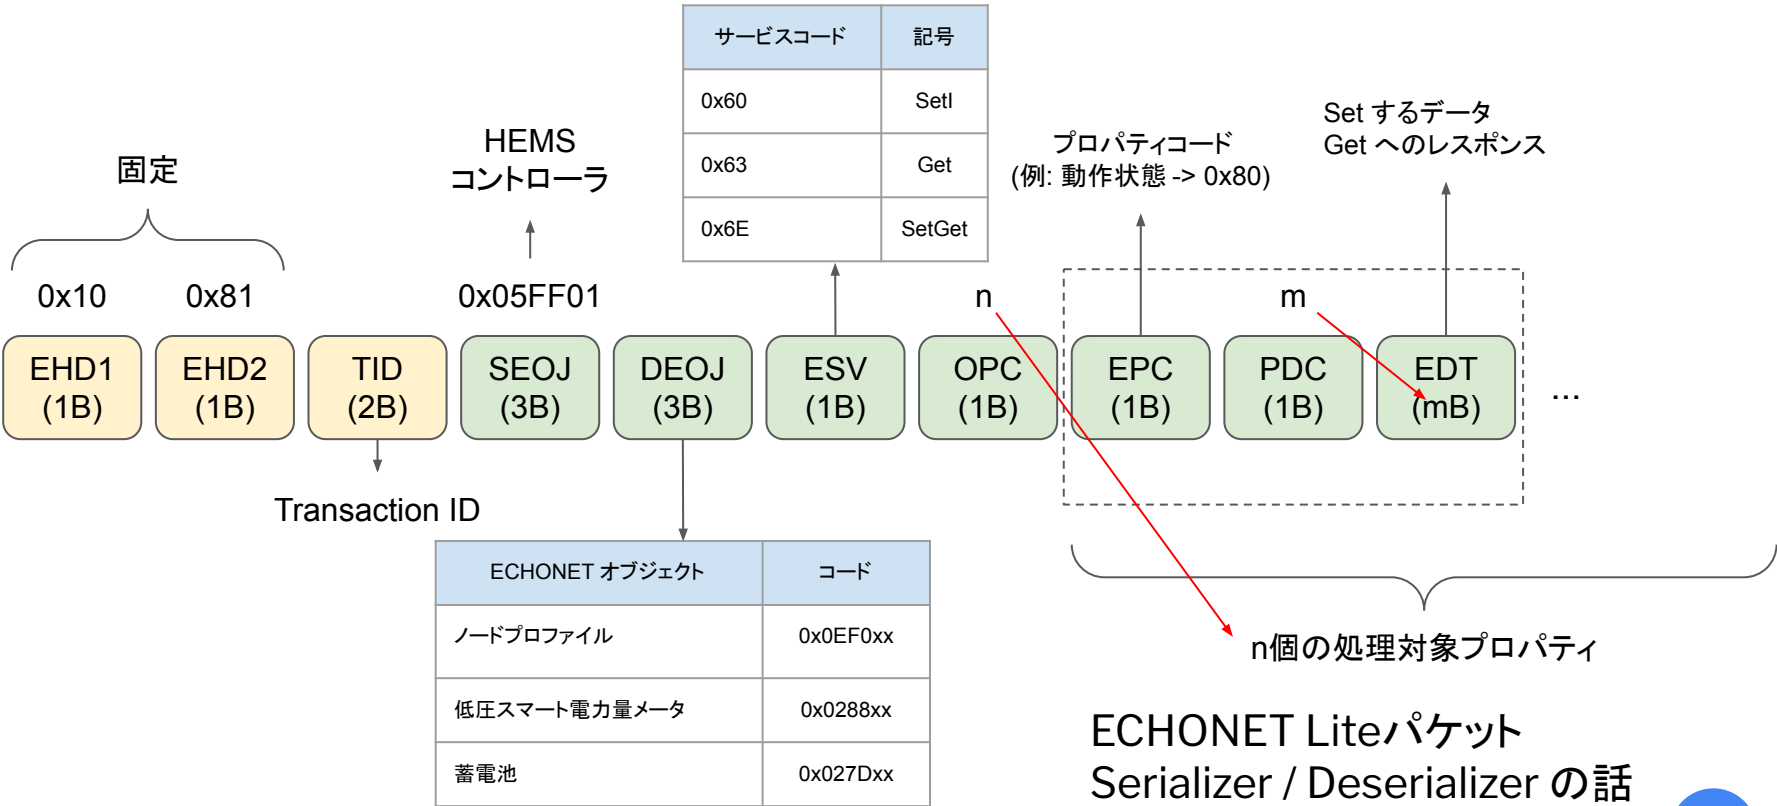 サービスコード 記号
0x60 SetI
0x63 Get
0x6E SetGet
固定
HEMS
コントローラ
プロパティコード
(例: 動作状態 -> 0x80)
Set するデータ
Get へのレスポンス
0x10 0x81 0x05FF01 n m
EHD1 (1B)
EHD2 (1B)
TID (2B)
SEOJ (3B)
DEOJ (3B)
ESV (1B)
OPC (1B)
EPC (1B)
PDC (1B)
EDT (mB)
...
Transaction ID
ECHONET オブジェクト コード
ノードプロファイル 0x0EF0xx
低圧スマート電力量メータ 0x0288xx
蓄電池 0x027Dxx
n個の処理対象プロパティ
ECHONET Liteパケット
Serializer / Deserializer の話